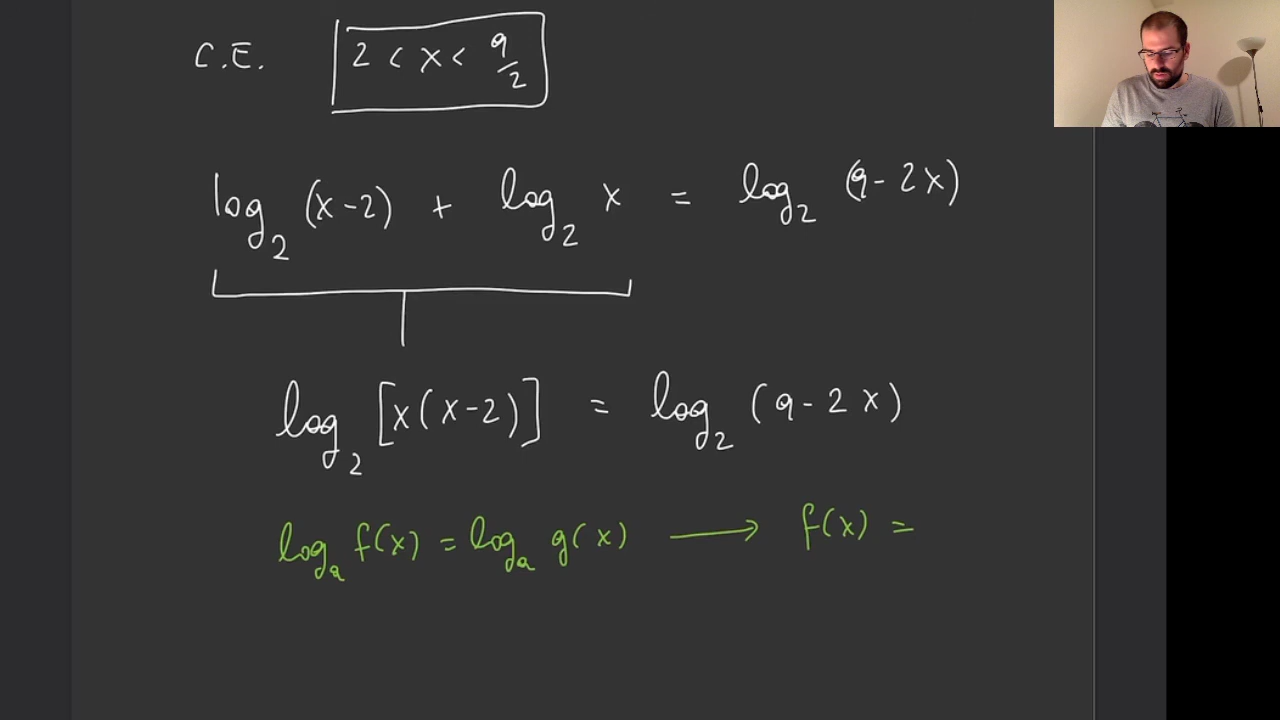 C.E. 2 < x < 9/2
log₂ (x-2) + log₂ x = log₂ (9-2x)
log₂ [x(x-2)] = log₂ (9-2x)
logₐ f(x) = logₐ g(x) ⟶ f(x) =